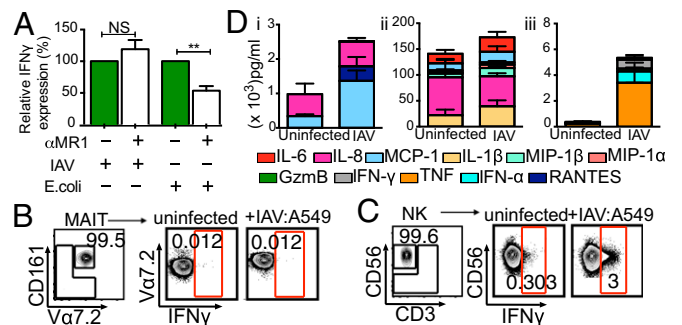 A
Relative IFNγ expression (%)
150
100
50
0
NS
**
αMR1 − + − +
IAV + +
E.coli + +
D
i
(x 10³)pg/ml
3
2
1
0
Uninfected IAV
ii
200
150
100
50
0
Uninfected IAV
iii
8
6
4
2
0
Uninfected IAV
IL-6 IL-8 MCP-1 IL-1β MIP-1β MIP-1α
GzmB IFN-γ TNF IFN-α RANTES
B
MAIT uninfected +IAV:A549
99.5 0.012 0.012
CD161
Vα7.2
Vα7.2
IFNγ
C
NK uninfected +IAV:A549
99.6 0.303 3
CD56
CD3
CD56
IFNγ